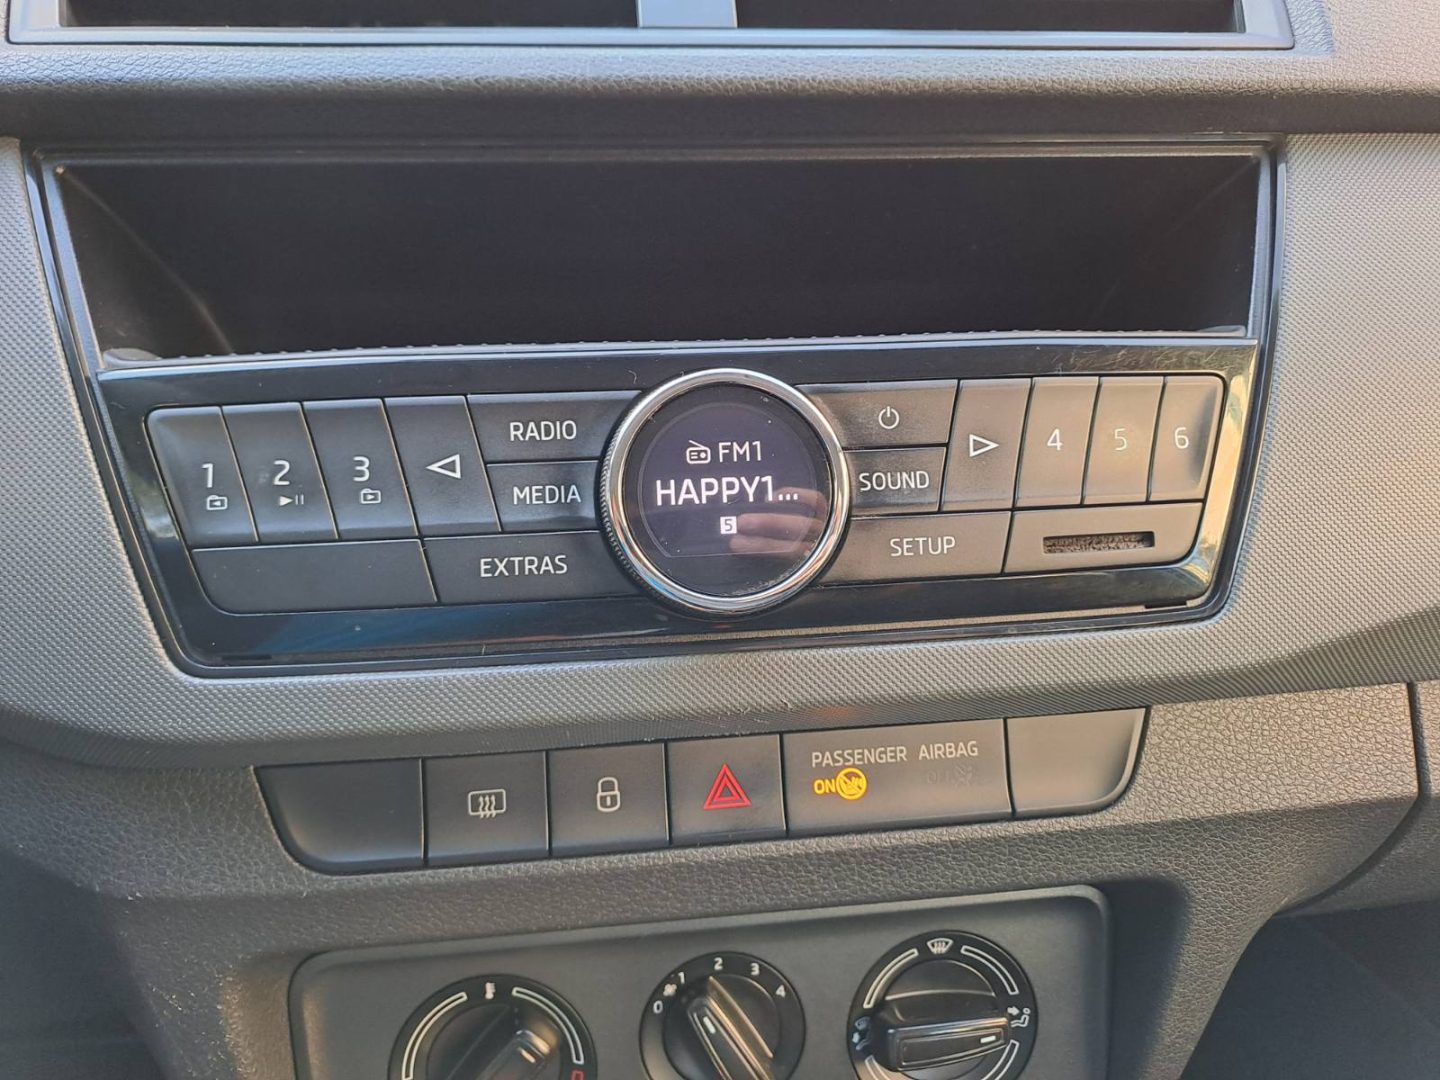 1
2
3
RADIO
MEDIA
EXTRAS
FM1
HAPPY1...
5
SOUND
SETUP
4
5
6
PASSENGER AIRBAG
ON
OFF
0
1
2
3
4